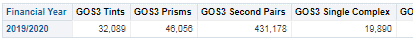 Financial Year GOS3 Tints GOS3 Prisms GOS3 Second Pairs GOS3 Single Complex
2019/2020 32,089 46,056 431,178 19,890